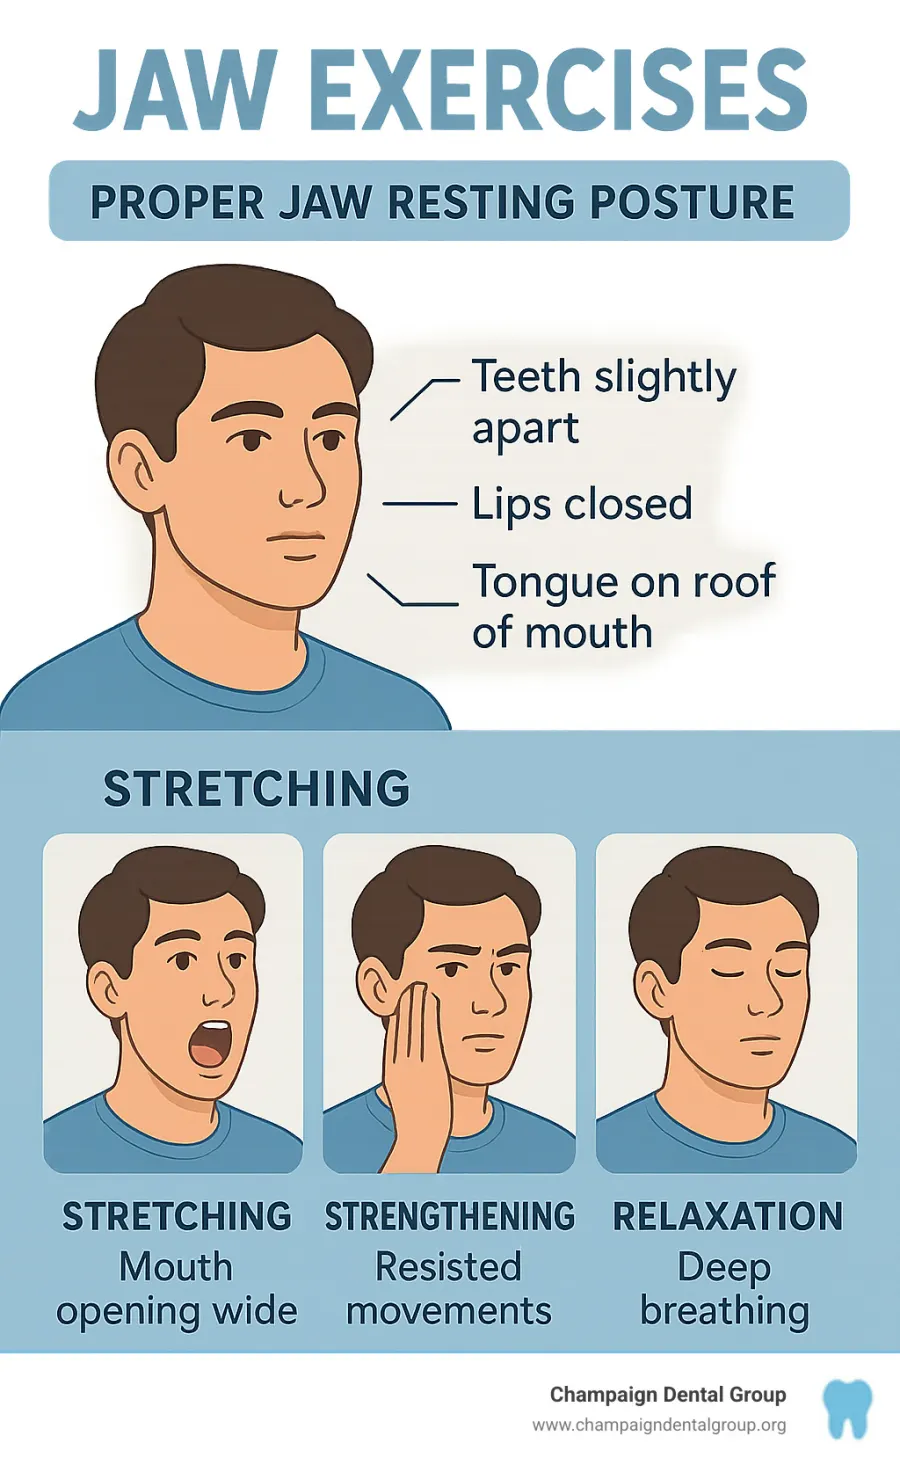 JAW EXERCISES
PROPER JAW RESTING POSTURE
Teeth slightly
apart
Lips closed
Tongue on roof
of mouth
STRETCHING
STRETCHING
Mouth
opening wide
STRENGTHENING
Resisted
movements
RELAXATION
Deep
breathing
Champaign Dental Group
www.champaigndentalgroup.org